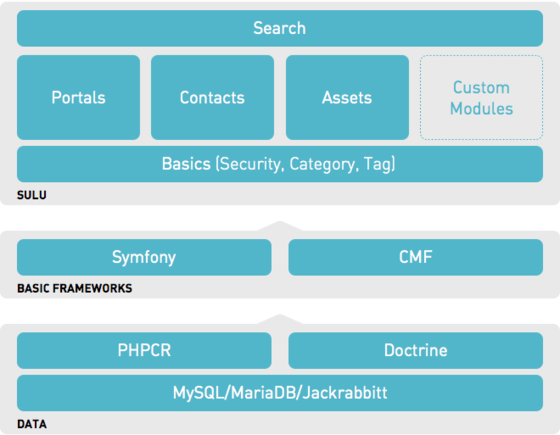 Search
Portals
Contacts
Assets
Custom
Modules
Basics (Security, Category, Tag)
SULU
Symfony
CMF
BASIC FRAMEWORKS
PHPCR
Doctrine
MySQL/MariaDB/Jackrabbitt
DATA